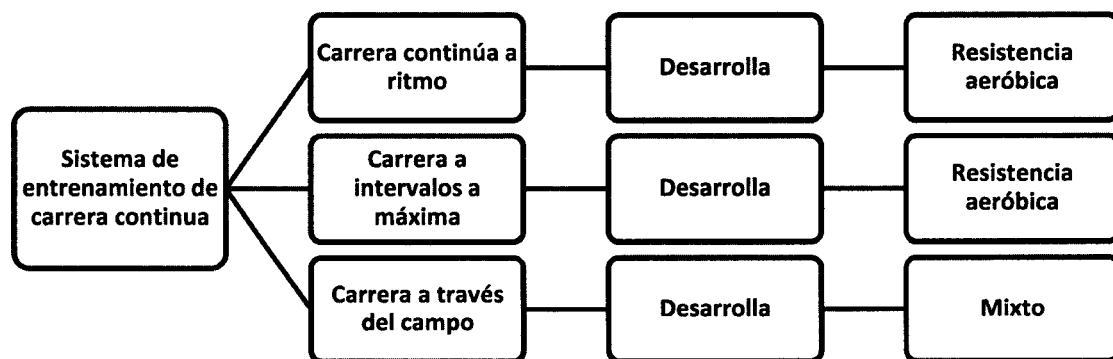 Sistema de
entrenamiento de
carrera continua
Carrera continúa a
ritmo
Desarrolla
Resistencia
aeróbica
Carrera a
intervalos a
máxima
Desarrolla
Resistencia
aeróbica
Carrera a través
del campo
Desarrolla
Mixto